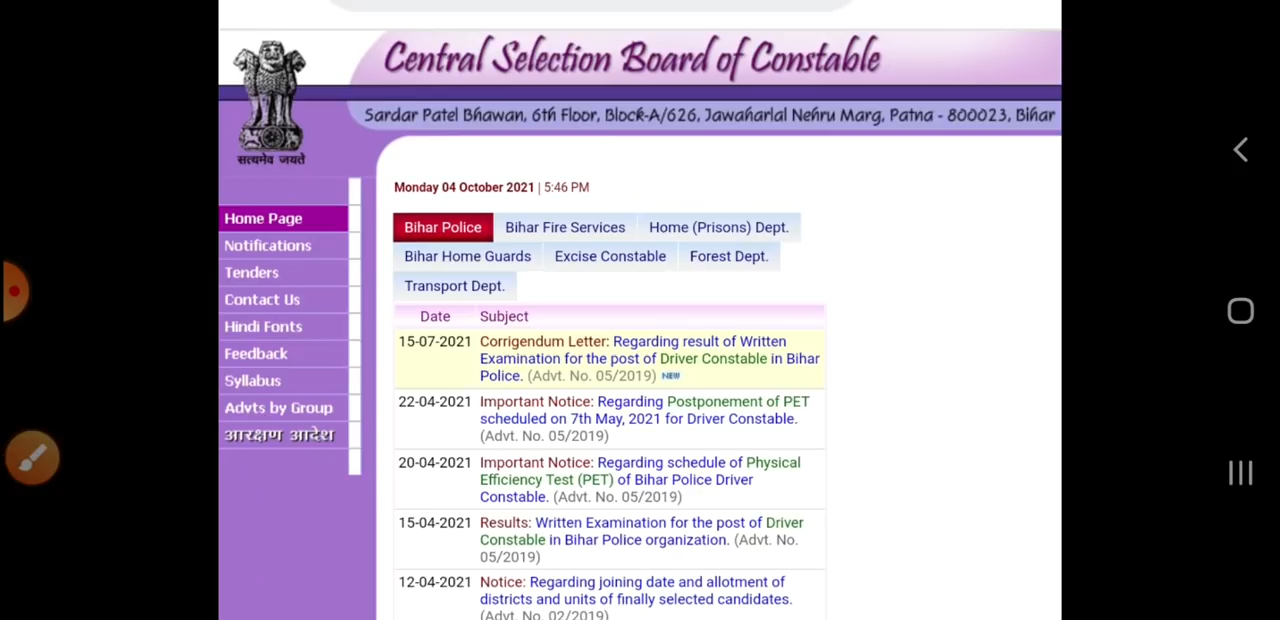 Central Selection Board of Constable
Sardar Patel Bhawan, 6th Floor, Block-A/626, Jawaharlal Nehru Marg, Patna - 800023, Bihar
सत्यमेव जयते
Home Page
Notifications
Tenders
Contact Us
Hindi Fonts
Feedback
Syllabus
Advts by Group
आरक्षण आदेश
Monday 04 October 2021 | 5:46 PM
Bihar Police Bihar Fire Services Home (Prisons) Dept.
Bihar Home Guards Excise Constable Forest Dept.
Transport Dept.
Date Subject
15-07-2021 Corrigendum Letter: Regarding result of Written
Examination for the post of Driver Constable in Bihar
Police. (Advt. No. 05/2019) NEW
22-04-2021 Important Notice: Regarding Postponement of PET
scheduled on 7th May, 2021 for Driver Constable.
(Advt. No. 05/2019)
20-04-2021 Important Notice: Regarding schedule of Physical
Efficiency Test (PET) of Bihar Police Driver
Constable. (Advt. No. 05/2019)
15-04-2021 Results: Written Examination for the post of Driver
Constable in Bihar Police organization. (Advt. No.
05/2019)
12-04-2021 Notice: Regarding joining date and allotment of
districts and units of finally selected candidates.
(Advt. No. 02/2019)